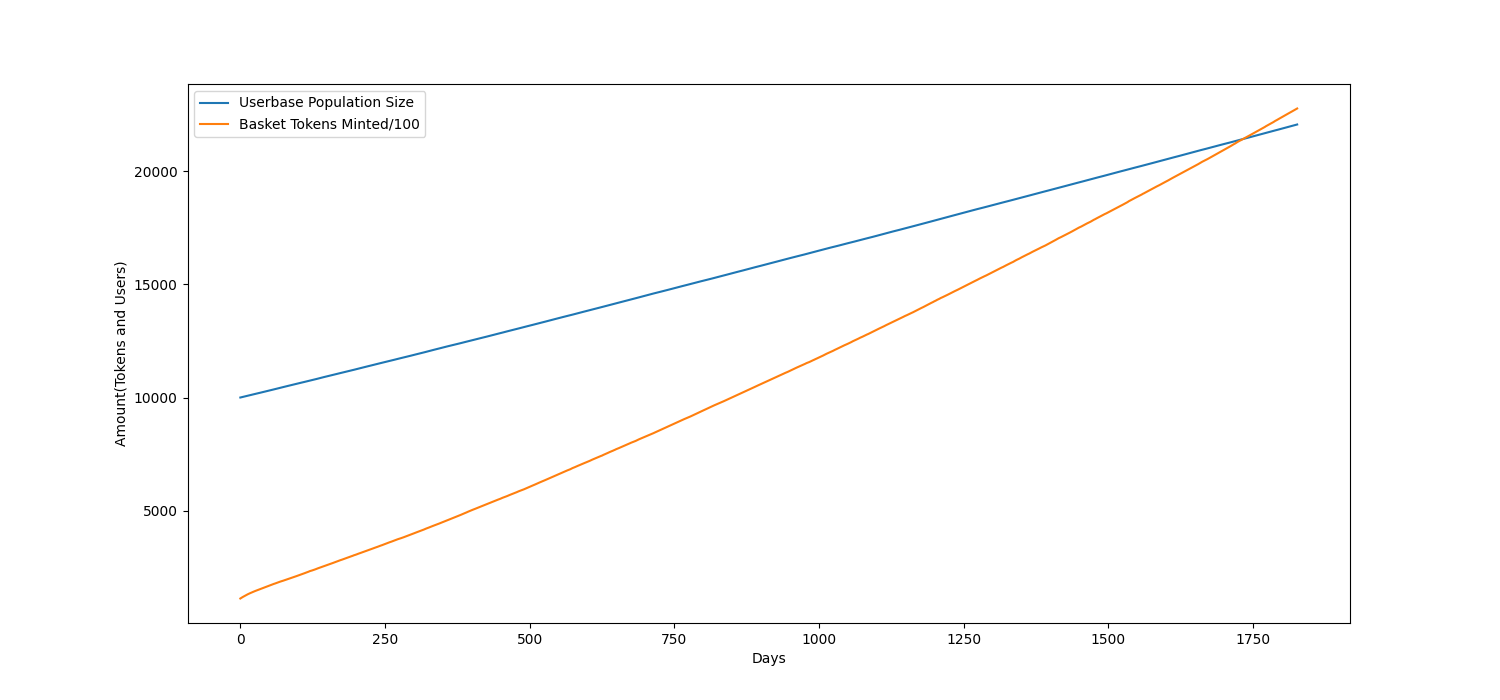 Userbase Population Size
Basket Tokens Minted/100
Amount(Tokens and Users)
20000
15000
10000
5000
0 250 500 750 1000 1250 1500 1750
Days